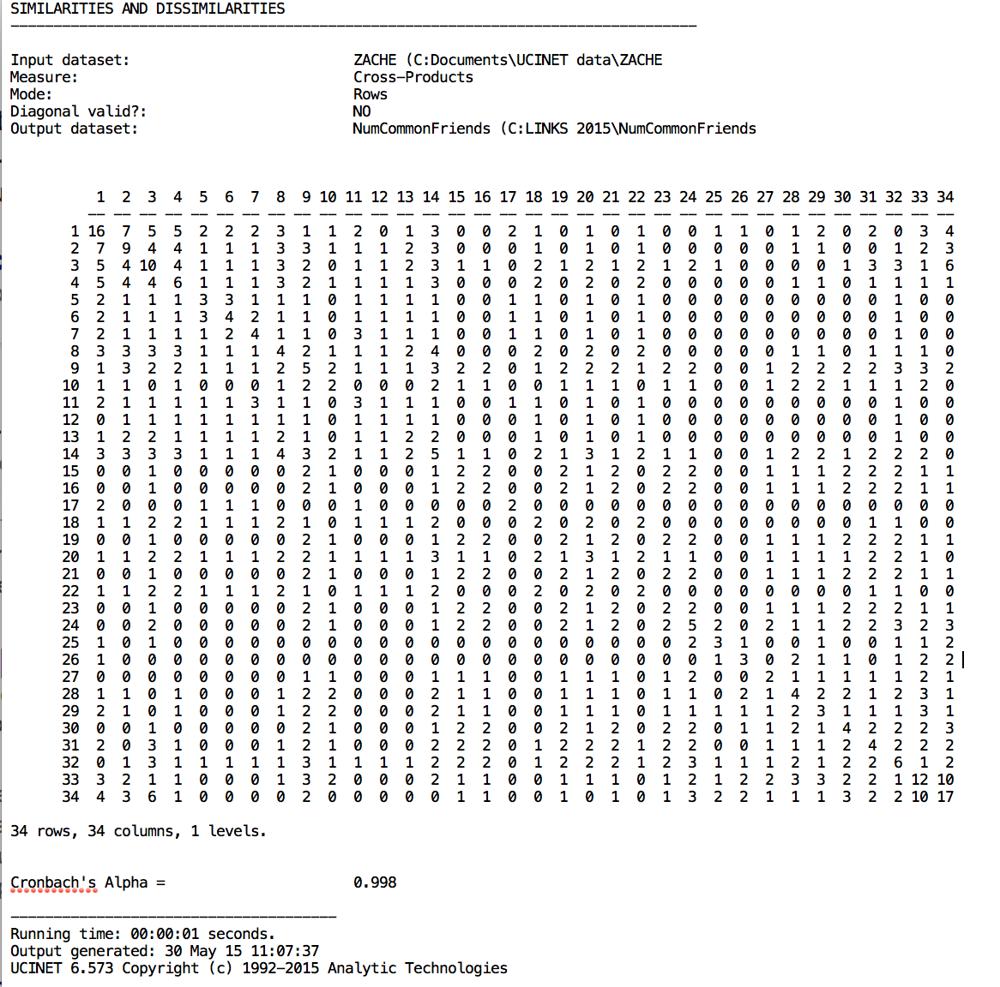 SIMILARITIES AND DISSIMILARITIES
Input dataset: ZACHE (C:Documents\UCINET data\ZACHE
Measure: Cross-Products
Mode: Rows
Diagonal valid?: NO
Output dataset: NumCommonFriends (C:LINKS 2015\NumCommonFriends
1 2 3 4 5 6 7 8 9 10 11 12 13 14 15 16 17 18 19 20 21 22 23 24 25 26 27 28 29 30 31 32 33 34
1 16 7 5 5 2 2 2 3 1 1 2 0 1 3 0 0 2 1 0 1 0 1 0 0 1 1 0 1 2 0 2 0 3 4
2 7 9 4 4 1 1 1 3 3 1 1 1 2 3 0 0 0 1 0 1 0 1 0 0 0 0 0 1 1 0 0 1 2 3
3 5 4 10 4 1 1 1 3 2 0 1 1 2 3 1 1 0 2 1 2 1 2 1 2 1 0 0 0 0 1 3 3 1 6
4 5 4 4 6 1 1 1 3 2 1 1 1 1 3 0 0 0 2 0 2 0 2 0 0 0 0 0 1 1 0 1 1 1 1
5 2 1 1 1 3 3 1 1 1 0 1 1 1 1 0 0 1 1 0 1 0 1 0 0 0 0 0 0 0 0 0 1 0 0
6 2 1 1 1 3 4 2 1 1 0 1 1 1 1 0 0 1 1 0 1 0 1 0 0 0 0 0 0 0 0 0 1 0 0
7 2 1 1 1 1 2 4 1 1 0 3 1 1 1 0 0 1 1 0 1 0 1 0 0 0 0 0 0 0 0 0 1 0 0
8 3 3 3 3 1 1 1 4 2 1 1 1 2 4 0 0 0 2 0 2 0 2 0 0 0 0 0 1 1 0 1 1 1 0
9 1 3 2 2 1 1 1 2 5 2 1 1 1 3 2 2 0 1 2 2 2 1 2 2 0 0 1 2 2 2 2 3 3 2
10 1 1 0 1 0 0 0 1 2 2 0 0 0 2 1 1 0 0 1 1 1 0 1 1 0 0 1 2 2 1 1 1 2 0
11 2 1 1 1 1 1 3 1 1 0 3 1 1 1 0 0 1 1 0 1 0 1 0 0 0 0 0 0 0 0 0 1 0 0
12 0 1 1 1 1 1 1 1 1 0 1 1 1 1 0 0 0 1 0 1 0 1 0 0 0 0 0 0 0 0 0 1 0 0
13 1 2 2 1 1 1 1 2 1 0 1 1 2 2 0 0 0 1 0 1 0 1 0 0 0 0 0 0 0 0 0 1 0 0
14 3 3 3 3 1 1 1 4 3 2 1 1 2 5 1 1 0 2 1 3 1 2 1 1 0 0 1 2 2 1 2 2 2 0
15 0 0 1 0 0 0 0 0 2 1 0 0 0 1 2 2 0 0 2 1 2 0 2 2 0 0 1 1 1 2 2 2 1 1
16 0 0 1 0 0 0 0 0 2 1 0 0 0 1 2 2 0 0 2 1 2 0 2 2 0 0 1 1 1 2 2 2 1 1
17 2 0 0 0 1 1 1 0 0 0 1 0 0 0 0 0 2 0 0 0 0 0 0 0 0 0 0 0 0 0 0 0 0 0
18 1 1 2 2 1 1 1 2 1 0 1 1 1 2 0 0 0 2 0 2 0 2 0 0 0 0 0 0 0 0 1 1 0 0
19 0 0 1 0 0 0 0 0 2 1 0 0 0 1 2 2 0 0 2 1 2 0 2 2 0 0 1 1 1 2 2 2 1 1
20 1 1 2 2 1 1 1 2 2 1 1 1 1 3 1 1 0 2 1 3 1 2 1 1 0 0 1 1 1 1 2 2 1 0
21 0 0 1 0 0 0 0 0 2 1 0 0 0 1 2 2 0 0 2 1 2 0 2 2 0 0 1 1 1 2 2 2 1 1
22 1 1 2 2 1 1 1 2 1 0 1 1 1 2 0 0 0 2 0 2 0 2 0 0 0 0 0 0 0 0 1 1 0 0
23 0 0 1 0 0 0 0 0 2 1 0 0 0 1 2 2 0 0 2 1 2 0 2 2 0 0 1 1 1 2 2 2 1 1
24 0 0 2 0 0 0 0 0 2 1 0 0 0 1 2 2 0 0 2 1 2 0 2 5 2 0 2 1 1 2 2 3 2 3
25 1 0 1 0 0 0 0 0 0 0 0 0 0 0 0 0 0 0 0 0 0 0 0 2 3 1 0 0 1 0 0 1 1 2
26 1 0 0 0 0 0 0 0 0 0 0 0 0 0 0 0 0 0 0 0 0 0 0 0 1 3 0 2 1 1 0 1 2 2
27 0 0 0 0 0 0 0 0 1 1 0 0 0 1 1 1 0 0 1 1 1 0 1 2 0 0 2 1 1 1 1 1 2 1
28 1 1 0 1 0 0 0 1 2 2 0 0 0 2 1 1 0 0 1 1 1 0 1 1 0 2 1 4 2 2 1 2 3 1
29 2 1 0 1 0 0 0 1 2 2 0 0 0 2 1 1 0 0 1 1 1 0 1 1 1 1 1 2 3 1 1 1 3 1
30 0 0 1 0 0 0 0 0 2 1 0 0 0 1 2 2 0 0 2 1 2 0 2 2 0 1 1 2 1 4 2 2 2 3
31 2 0 3 1 0 0 0 1 2 1 0 0 0 2 2 2 0 1 2 2 2 1 2 2 0 0 1 1 1 2 4 2 2 2
32 0 1 3 1 1 1 1 1 3 1 1 1 1 2 2 2 0 1 2 2 2 1 2 3 1 1 1 2 1 2 2 6 1 2
33 3 2 1 1 0 0 0 1 3 2 0 0 0 2 1 1 0 0 1 1 1 0 1 2 1 2 2 3 3 2 2 1 12 10
34 4 3 6 1 0 0 0 0 2 0 0 0 0 0 1 1 0 0 1 0 1 0 1 3 2 2 1 1 1 3 2 2 10 17
34 rows, 34 columns, 1 levels.
Cronbach's Alpha = 0.998
Running time: 00:00:01 seconds.
Output generated: 30 May 15 11:07:37
UCINET 6.573 Copyright (c) 1992-2015 Analytic Technologies